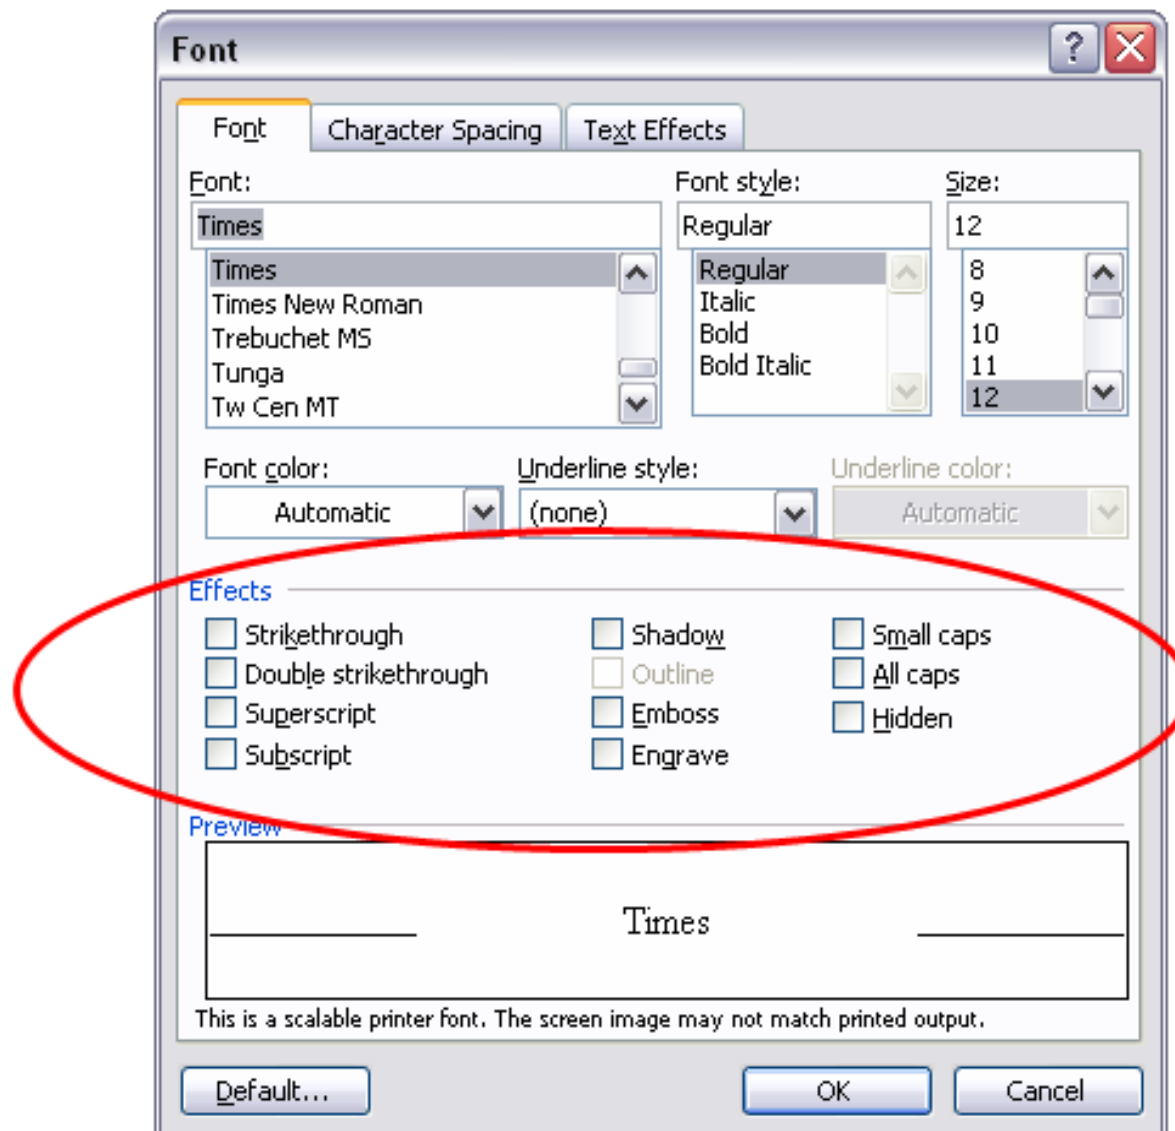 Font
?
Font Character Spacing Text Effects
Font: Font style: Size:
Times Regular 12
Times Regular 8
Times New Roman Italic 9
Trebuchet MS Bold 10
Tunga Bold Italic 11
Tw Cen MT 12
Font color: Underline style: Underline color:
Automatic (none) Automatic
Effects
Strikethrough Shadow Small caps
Double strikethrough Outline All caps
Superscript Emboss Hidden
Subscript Engrave
Preview
Times
This is a scalable printer font. The screen image may not match printed output.
Default... OK Cancel